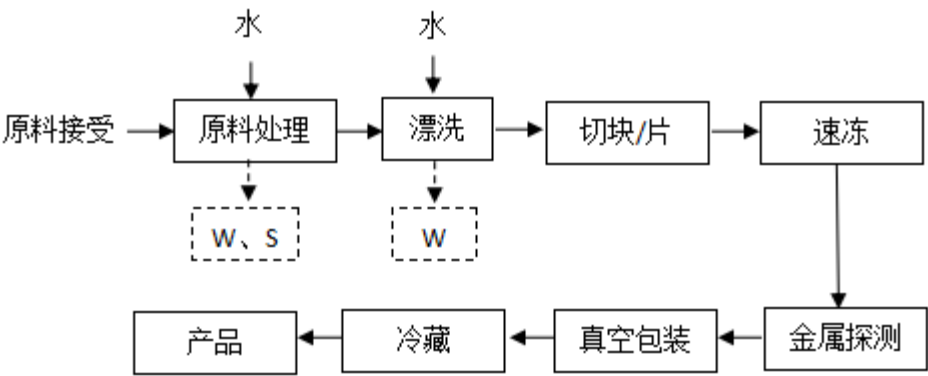 水
水
原料接受
原料处理
漂洗
切块/片
速冻
W、S
W
产品
冷藏
真空包装
金属探测